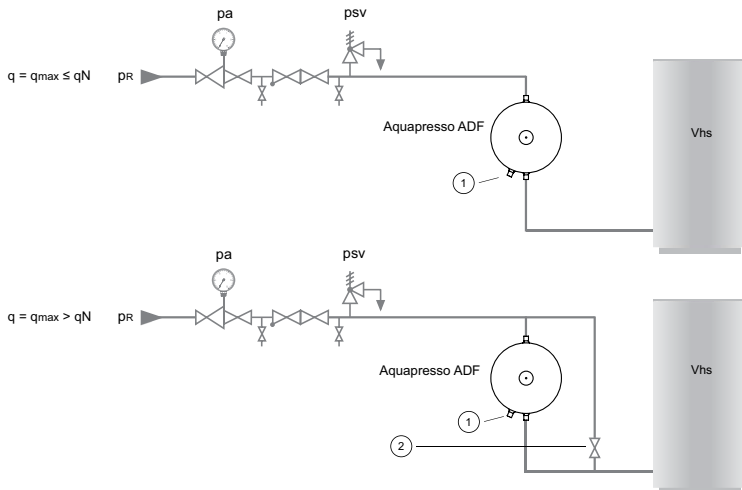 pa
psv
q = qmax ≤ qN
pR
Aquapresso ADF
Vhs
1
pa
psv
q = qmax > qN
pR
Aquapresso ADF
Vhs
1
2